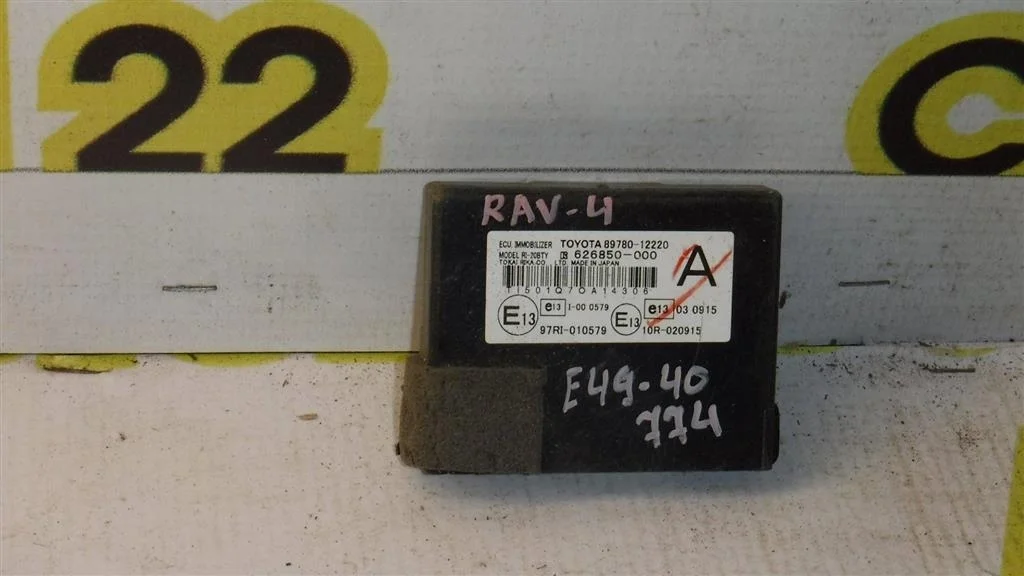 22
C
RAV-4
ECU, IMMOBILIZER TOYOTA 89780-12220
MODEL RI-20BTY 626850-000
TOKAI RIKA CO., LTD. MADE IN JAPAN
A
11501Q7QA14306
E13 e13 I-00 0579 E13 e13 03 0915
97RI-010579 10R-020915
E49-40
774